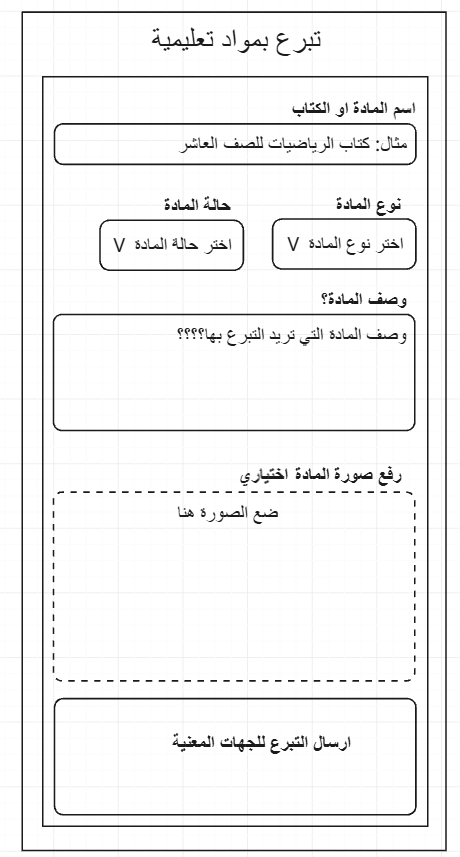 تبرع بمواد تعليمية
اسم المادة او الكتاب
مثال: كتاب الرياضيات للصف العاشر
نوع المادة
حالة المادة
اختر نوع المادة V
اختر حالة المادة V
وصف المادة؟
وصف المادة التي تريد التبرع بها؟؟؟؟
رفع صورة المادة اختياري
ضع الصورة هنا
ارسال التبرع للجهات المعنية